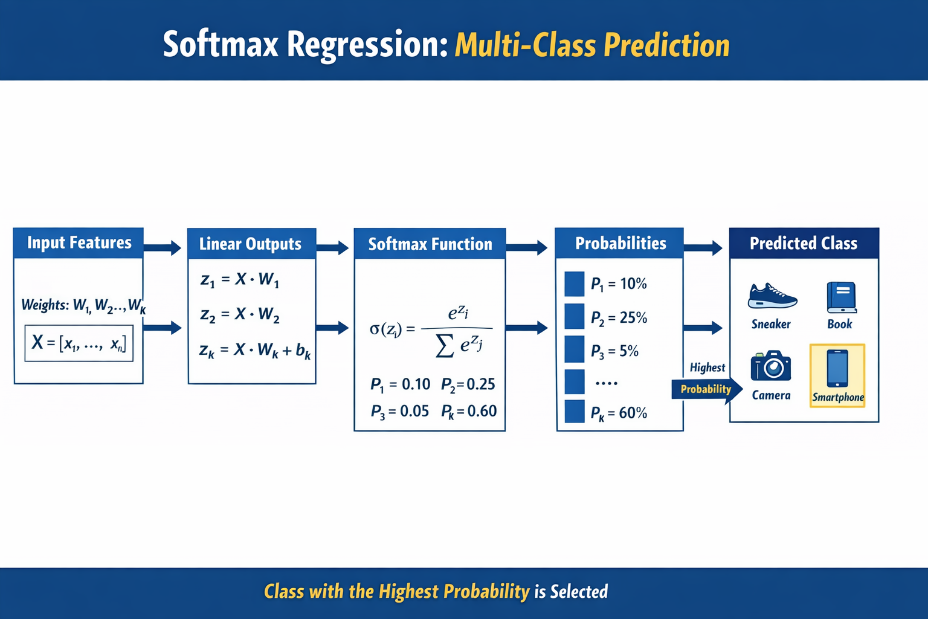 Softmax Regression: Multi-Class Prediction
Input Features
Weights: W₁, W₂..,Wₖ
X = [x₁, ..., xₙ]
Linear Outputs
z₁ = X · W₁
z₂ = X · W₂
zₖ = X · Wₖ + bₖ
Softmax Function
σ(zᵢ) = e^zᵢ / ∑ e^zⱼ
P₁ = 0.10 P₂=0.25
P₃ = 0.05 Pₖ = 0.60
Probabilities
P₁ = 10%
P₂ = 25%
P₃ = 5%
....
Pₖ = 60%
Highest
Probability
Predicted Class
Sneaker
Book
Camera
Smartphone
Class with the Highest Probability is Selected